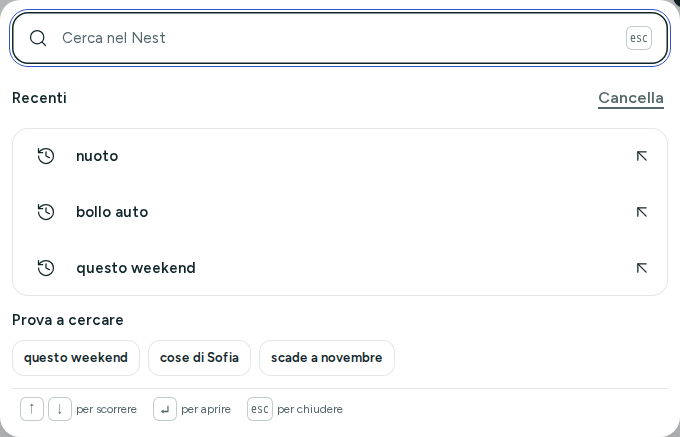 Cerca nel Nest esc
Recenti Cancella
nuoto
bollo auto
questo weekend
Prova a cercare
questo weekend cose di Sofia scade a novembre
↑ ↓ per scorrere ↵ per aprire esc per chiudere